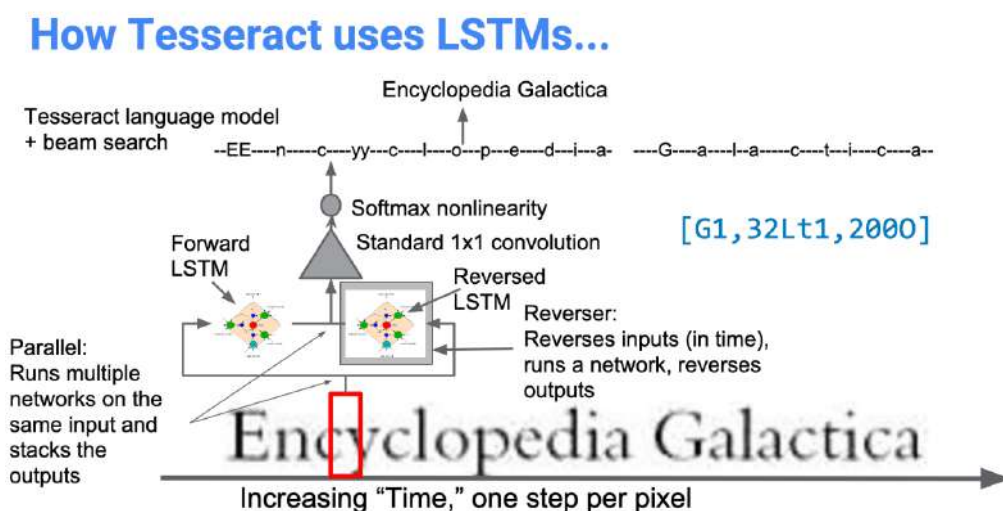 How Tesseract uses LSTMs...
Encyclopedia Galactica
Tesseract language model
+ beam search
--EE----n-----c----yy---c---l---o---p---e---d---i---a- ----G---a---l---a---c---t---i---c---a--
Softmax nonlinearity
[G1,32Lt1,200O]
Standard 1x1 convolution
Forward
LSTM
Reversed
LSTM
Reverser:
Reverses inputs (in time),
runs a network, reverses
outputs
Parallel:
Runs multiple
networks on the
same input and
stacks the
outputs
Encyclopedia Galactica
Increasing “Time,” one step per pixel